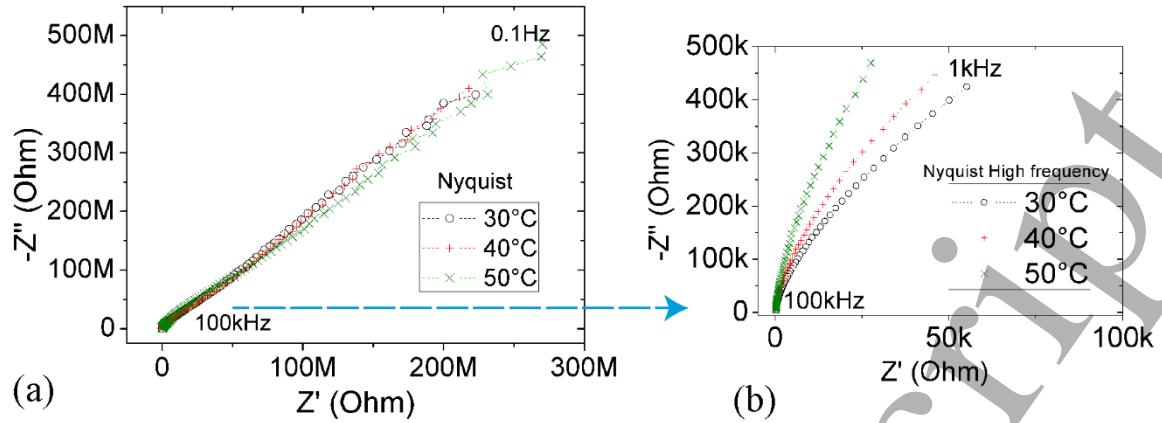 500M
400M
300M
200M
100M
0
-Z" (Ohm)
0.1Hz
Nyquist
30°C
40°C
50°C
100kHz
0 100M 200M 300M
Z' (Ohm)
(a)
500k
400k
300k
200k
100k
0
-Z" (Ohm)
1kHz
Nyquist High frequency
30°C
40°C
50°C
100kHz
0 50k 100k
Z' (Ohm)
(b)
ript